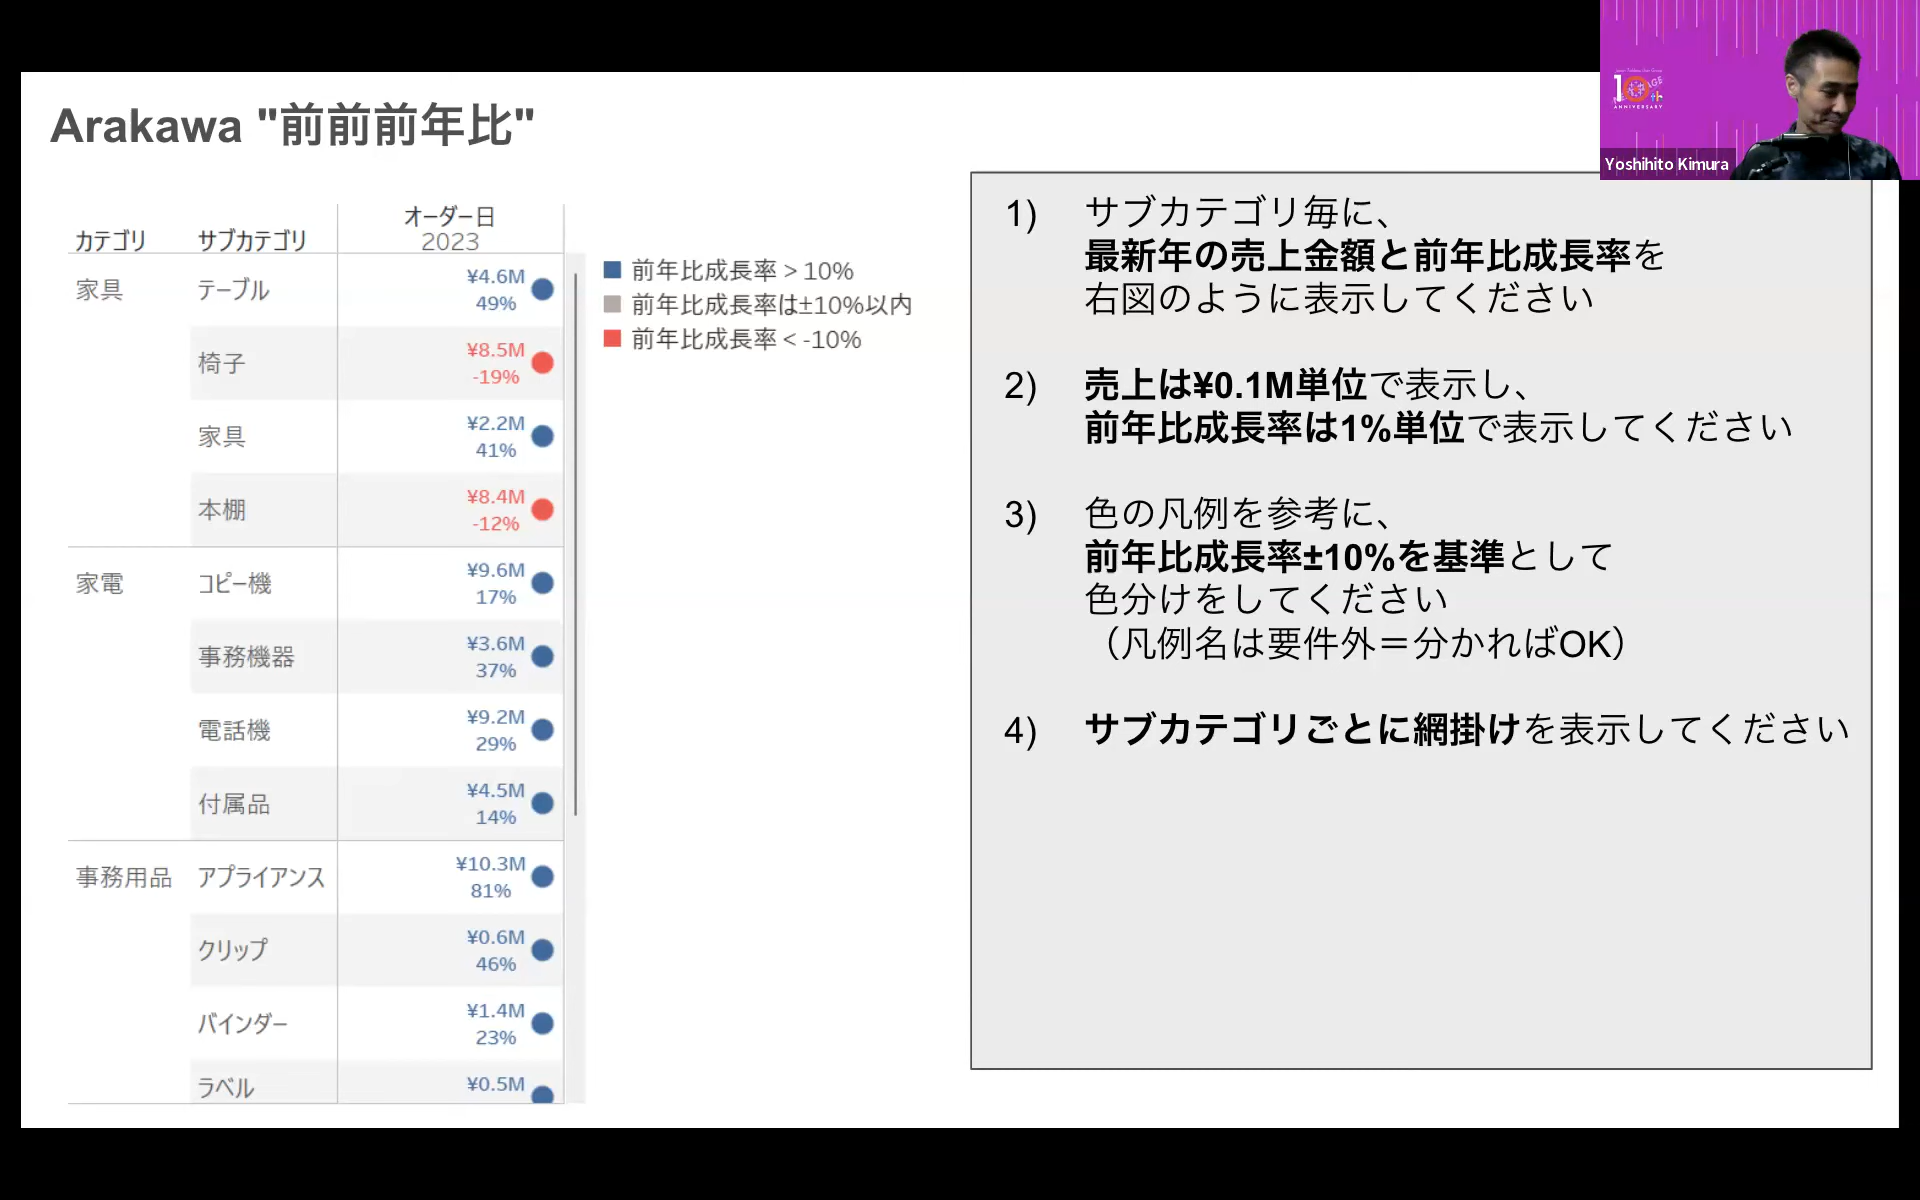 Arakawa "前前前年比"
カテゴリ サブカテゴリ オーダー日
2023
家具 テーブル ¥4.6M
49%
椅子 ¥8.5M
-19%
家具 ¥2.2M
41%
本棚 ¥8.4M
-12%
家電 コピー機 ¥9.6M
17%
事務機器 ¥3.6M
37%
電話機 ¥9.2M
29%
付属品 ¥4.5M
14%
事務用品 アプライアンス ¥10.3M
81%
クリップ ¥0.6M
46%
バインダー ¥1.4M
23%
ラベル ¥0.5M
前年比成長率 > 10%
前年比成長率は±10%以内
前年比成長率 < -10%
1) サブカテゴリ毎に、
最新年の売上金額と前年比成長率を
右図のように表示してください
2) 売上は¥0.1M単位で表示し、
前年比成長率は1%単位で表示してください
3) 色の凡例を参考に、
前年比成長率±10%を基準として
色分けをしてください
（凡例名は要件外＝分かればOK）
4) サブカテゴリごとに網掛けを表示してください
10th
ANNIVERSARY
Yoshihito Kimura